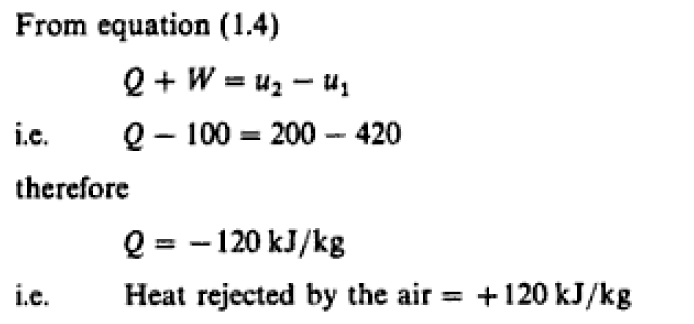 From equation (1.4)
Q + W = u₂ − u₁
i.e. Q − 100 = 200 − 420
therefore
Q = −120 kJ/kg
i.e. Heat rejected by the air = +120 kJ/kg